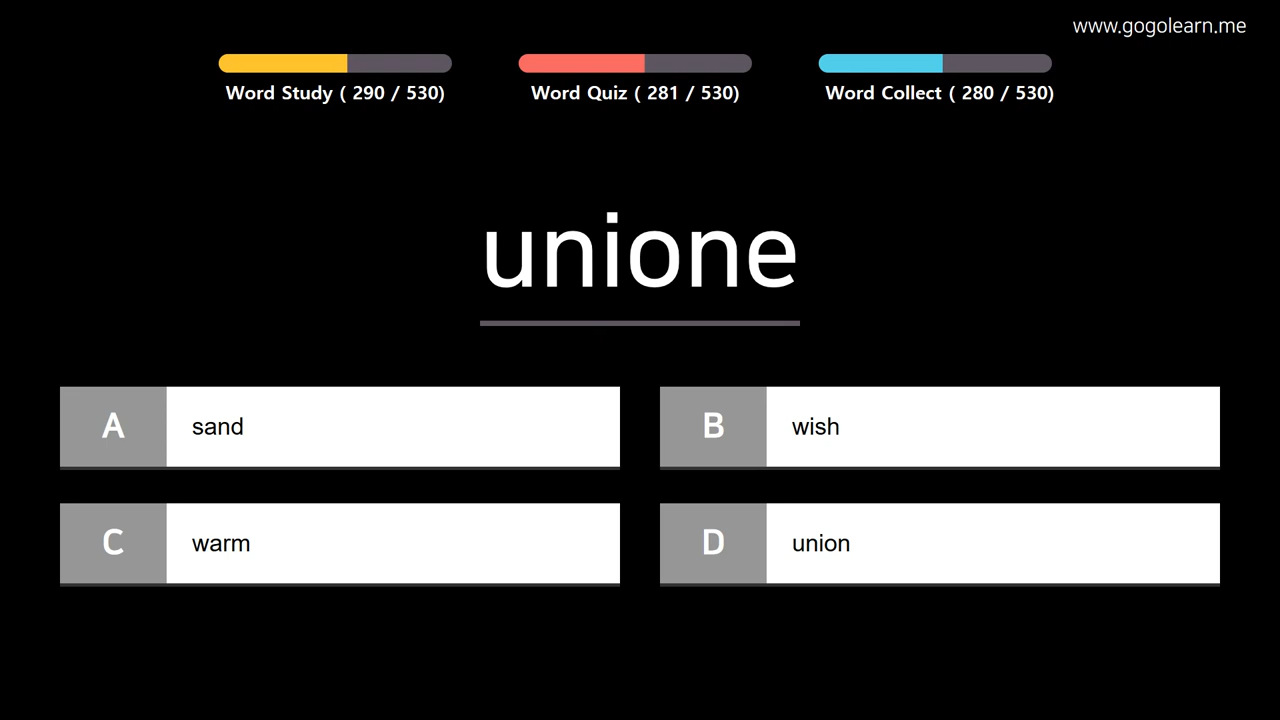 www.gogolearn.me
Word Study ( 290 / 530)
Word Quiz ( 281 / 530)
Word Collect ( 280 / 530)
unione
A sand
B wish
C warm
D union